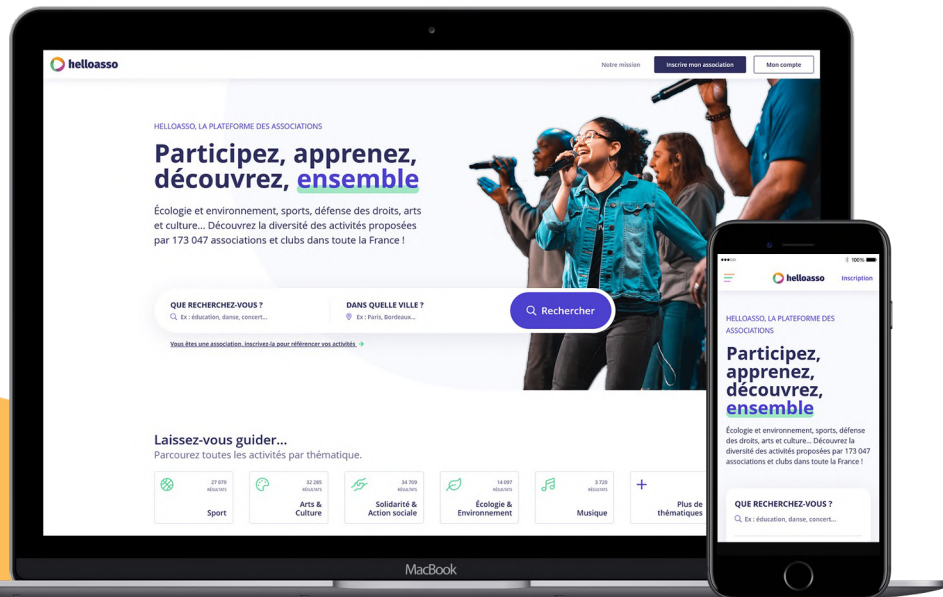 helloasso
Notre mission
Inscrire mon association
Mon compte
HELLOASSO, LA PLATEFORME DES ASSOCIATIONS
Participez, apprenez,
découvrez, ensemble
Écologie et environnement, sports, défense des droits, arts
et culture... Découvrez la diversité des activités proposées
par 173 047 associations et clubs dans toute la France !
QUE RECHERCHEZ-VOUS ?
Ex : éducation, danse, concert...
DANS QUELLE VILLE ?
Ex : Paris, Bordeaux...
Rechercher
Vous êtes une association, inscrivez-la pour référencer vos activités
Laissez-vous guider...
Parcourez toutes les activités par thématique.
27 079
RÉSULTATS
Sport
32 285
RÉSULTATS
Arts &
Culture
34 709
RÉSULTATS
Solidarité &
Action sociale
14 097
RÉSULTATS
Écologie &
Environnement
3 720
RÉSULTATS
Musique
Plus de
thématiques
MacBook
100%
helloasso
Inscription
HELLOASSO, LA PLATEFORME DES
ASSOCIATIONS
Participez,
apprenez,
découvrez,
ensemble
Écologie et environnement, sports, défense
des droits, arts et culture... Découvrez la
diversité des activités proposées par 173 047
associations et clubs dans toute la France !
QUE RECHERCHEZ-VOUS ?
Ex : éducation, danse, concert...